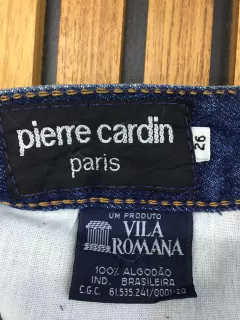 pierre cardin
paris
26
UM PRODUTO
VILA
ROMANA
100% ALGODÃO
IND. BRASILEIRA
C.G.C. 61.535.241/0001-20